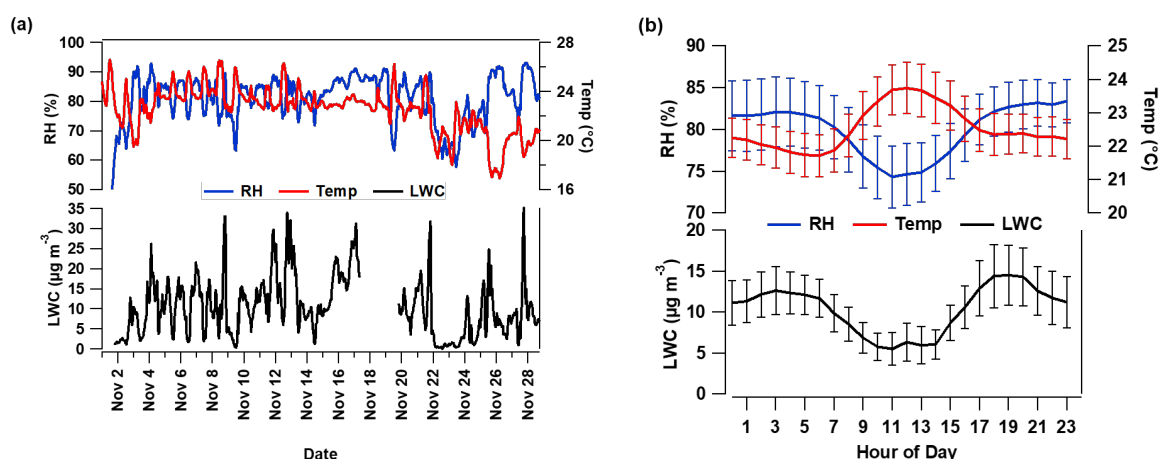 (a)
100
90
80
70
60
50
RH (%)
28
24
20
16
Temp (°C)
RH Temp LWC
35
30
25
20
15
10
5
0
LWC (µg m-3)
Nov 2
Nov 4
Nov 6
Nov 8
Nov 10
Nov 12
Nov 14
Nov 16
Nov 18
Nov 20
Nov 22
Nov 24
Nov 26
Nov 28
Date
(b)
90
85
80
75
70
RH (%)
25
24
23
22
21
20
Temp (°C)
RH Temp LWC
20
15
10
5
0
LWC (µg m-3)
1 3 5 7 9 11 13 15 17 19 21 23
Hour of Day